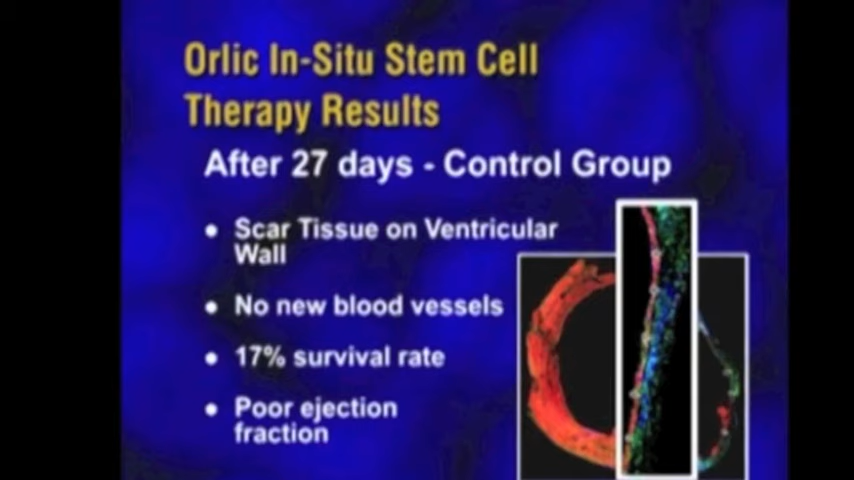 Orlic In-Situ Stem Cell
Therapy Results
After 27 days - Control Group
• Scar Tissue on Ventricular
Wall
• No new blood vessels
• 17% survival rate
• Poor ejection
fraction